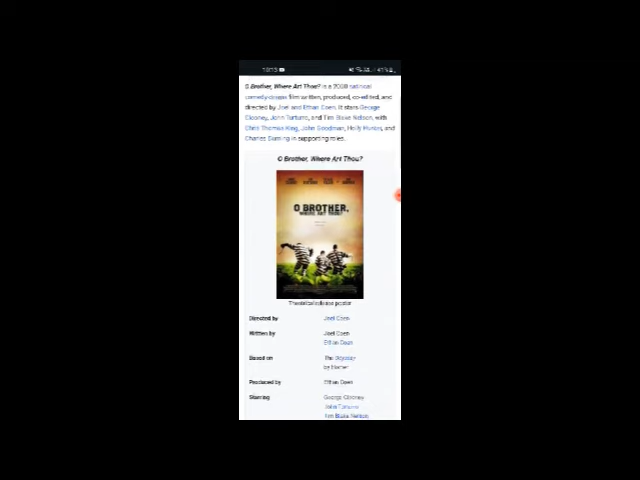 O Brother, Where Art Thou? is a 2000 satirical
comedy-drama film written, produced, co-edited, and
directed by Joel and Ethan Coen. It stars George
Clooney, John Turturro, and Tim Blake Nelson, with
Chris Thomas King, John Goodman, Holly Hunter, and
Charles Durning in supporting roles.
O Brother, Where Art Thou?
O BROTHER,
WHERE ART THOU?
Theatrical release poster
Directed by Joel Coen
Written by Joel Coen
Ethan Coen
Based on The Odyssey
by Homer
Produced by Ethan Coen
Starring George Clooney
John Turturro
Tim Blake Nelson